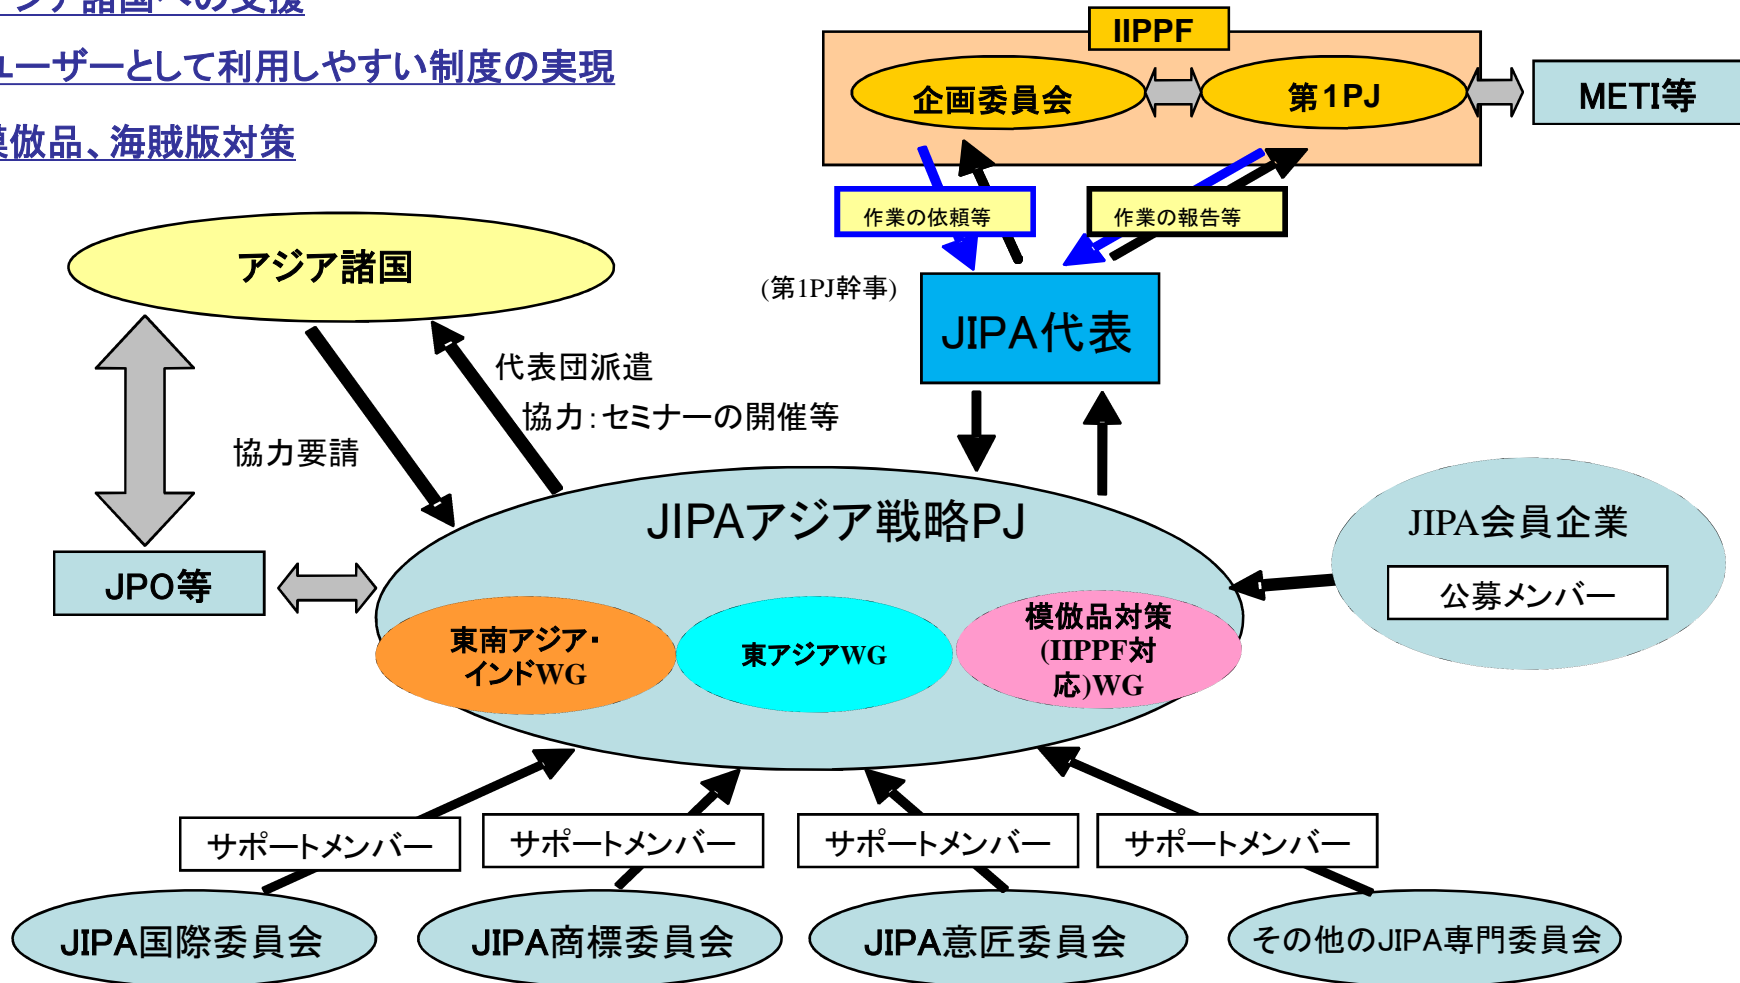 ジア諸国への支援
ユーザーとして利用しやすい制度の実現
模倣品、海賊版対策
IIPPF
企画委員会
第1PJ
METI等
作業の依頼等
作業の報告等
アジア諸国
(第1PJ幹事)
JIPA代表
代表団派遣
協力：セミナーの開催等
協力要請
JIPAアジア戦略PJ
JIPA会員企業
公募メンバー
JPO等
東南アジア・
インドWG
東アジアWG
模倣品対策
(IIPPF対
応)WG
サポートメンバー
サポートメンバー
サポートメンバー
サポートメンバー
JIPA国際委員会
JIPA商標委員会
JIPA意匠委員会
その他のJIPA専門委員会